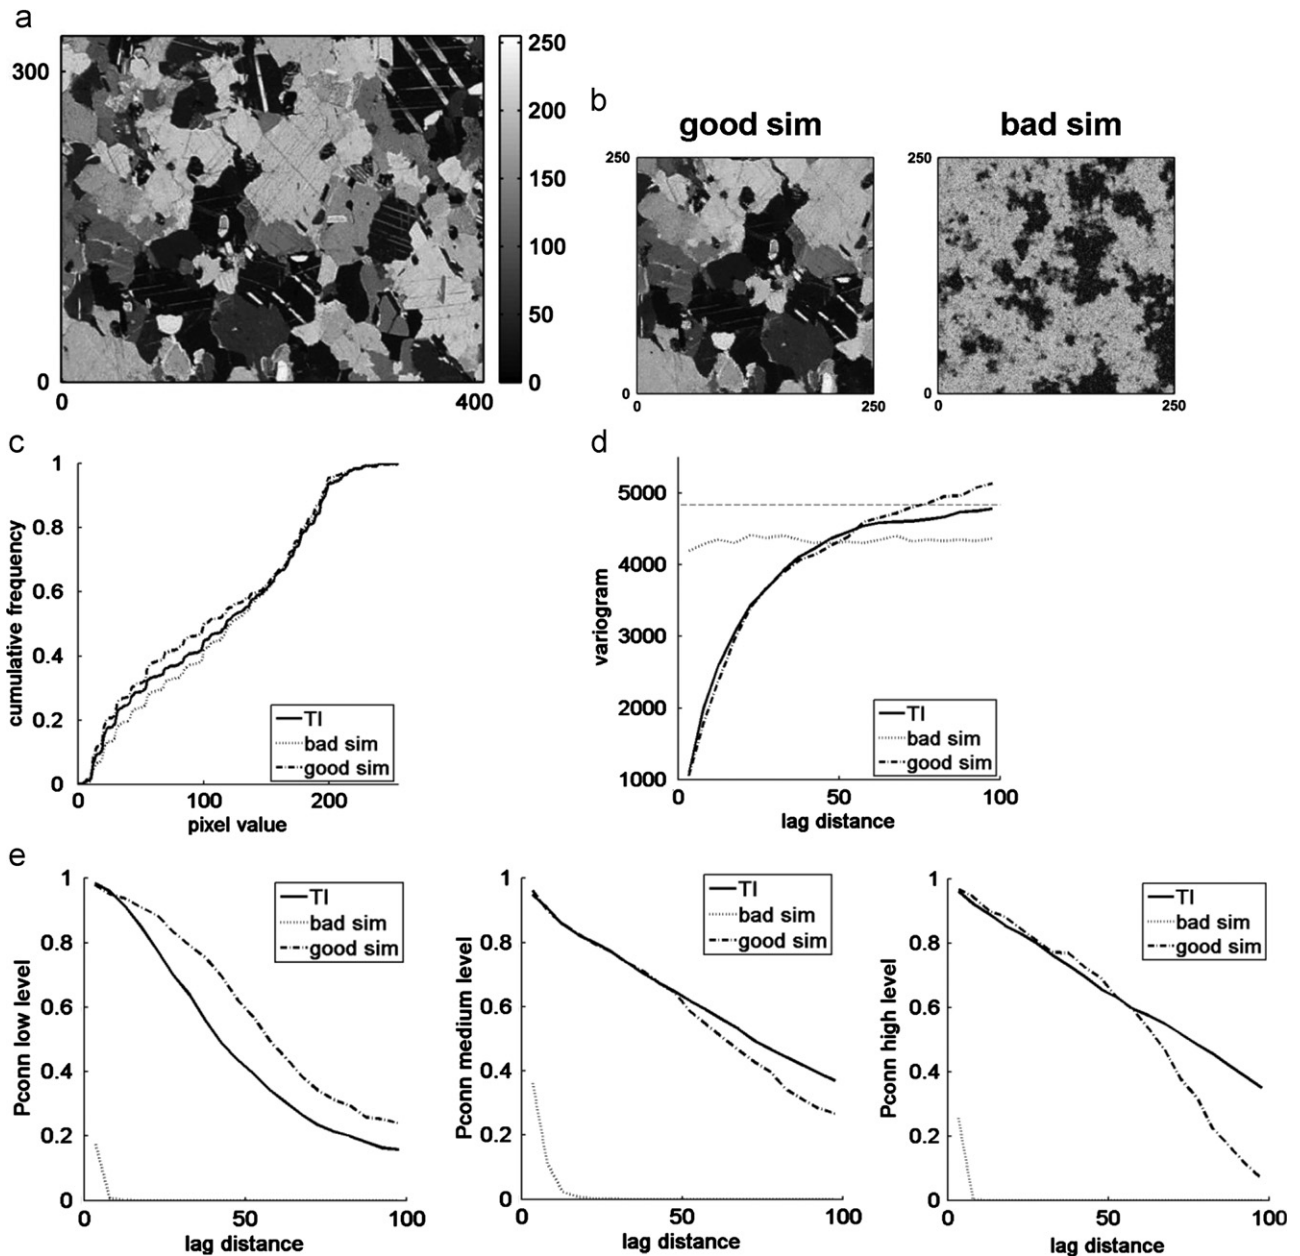 a
300
0
0
400
250
200
150
100
50
0
b
good sim
bad sim
250
0
0
250
250
0
0
250
c
1
0.8
0.6
0.4
0.2
0
0
100
200
cumulative frequency
pixel value
TI
bad sim
good sim
d
5000
4000
3000
2000
1000
0
50
100
variogram
lag distance
TI
bad sim
good sim
e
1
0.8
0.6
0.4
0.2
0
0
50
100
Pconn low level
lag distance
TI
bad sim
good sim
1
0.8
0.6
0.4
0.2
0
0
50
100
Pconn medium level
lag distance
TI
bad sim
good sim
1
0.8
0.6
0.4
0.2
0
0
50
100
Pconn high level
lag distance
TI
bad sim
good sim